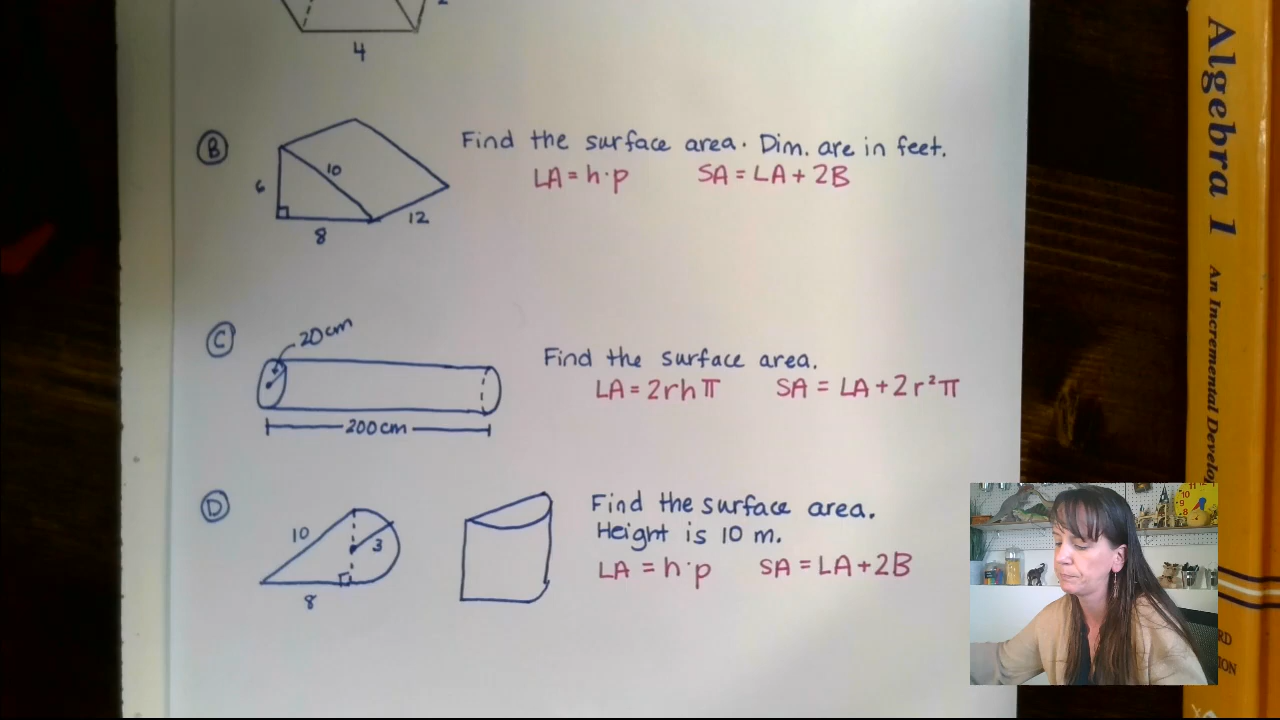 4
B
Find the surface area. Dim. are in feet.
LA = h·p SA = LA + 2B
10
6
8
12
C
20cm
Find the surface area.
LA = 2rhπ SA = LA + 2r²π
200cm
D
Find the surface area.
Height is 10 m.
LA = h·p SA = LA + 2B
10
3
8
Algebra 1
An Incremental